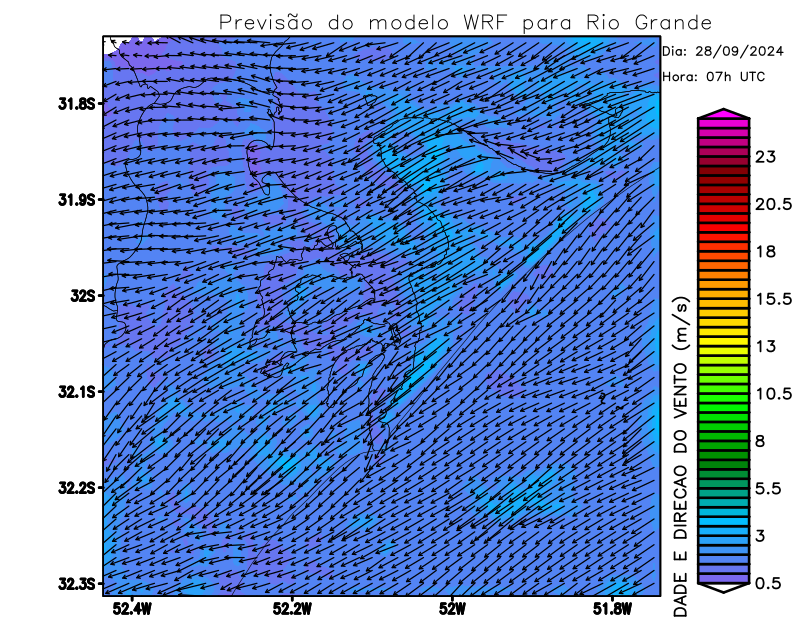 Previsão do modelo WRF para Rio Grande
Dia: 28/09/2024
Hora: 07h UTC
31.8S
31.9S
32S
32.1S
32.2S
32.3S
52.4W
52.2W
52W
51.8W
DADE E DIRECAO DO VENTO (m/s)
23
20.5
18
15.5
13
10.5
8
5.5
3
0.5